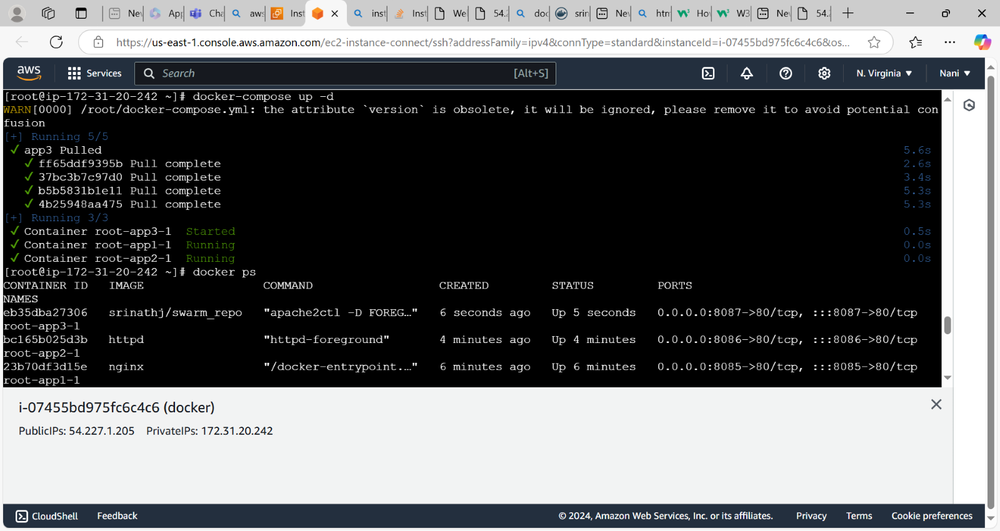 Nev
App
Cha
aws
Inst
inst
Inst
We
54.2
doc
srin
Nev
htm
Ho
W3
Nev
54.
https://us-east-1.console.aws.amazon.com/ec2-instance-connect/ssh?addressFamily=ipv4&connType=standard&instanceId=i-07455bd975fc6c4c6&os...
aws
Services
Search
[Alt+S]
N. Virginia
Nani
[root@ip-172-31-20-242 ~]# docker-compose up -d
WARN[0000] /root/docker-compose.yml: the attribute `version` is obsolete, it will be ignored, please remove it to avoid potential con
fusion
[+] Running 5/5
✓ app3 Pulled 5.6s
✓ ff65ddf9395b Pull complete 2.6s
✓ 37bc3b7c97d0 Pull complete 3.4s
✓ b5b5831b1e11 Pull complete 5.3s
✓ 4b25948aa475 Pull complete 5.3s
[+] Running 3/3
✓ Container root-app3-1 Started 0.5s
✓ Container root-app1-1 Running 0.0s
✓ Container root-app2-1 Running 0.0s
[root@ip-172-31-20-242 ~]# docker ps
CONTAINER ID IMAGE COMMAND CREATED STATUS PORTS
NAMES
eb35dba27306 srinathj/swarm_repo "apache2ctl -D FOREG…" 6 seconds ago Up 5 seconds 0.0.0.0:8087->80/tcp, :::8087->80/tcp
root-app3-1
bc165b025d3b httpd "httpd-foreground" 4 minutes ago Up 4 minutes 0.0.0.0:8086->80/tcp, :::8086->80/tcp
root-app2-1
23b70df3d15e nginx "/docker-entrypoint.…" 6 minutes ago Up 6 minutes 0.0.0.0:8085->80/tcp, :::8085->80/tcp
root-app1-1
i-07455bd975fc6c4c6 (docker)
PublicIPs: 54.227.1.205 PrivateIPs: 172.31.20.242
CloudShell
Feedback
© 2024, Amazon Web Services, Inc. or its affiliates.
Privacy
Terms
Cookie preferences